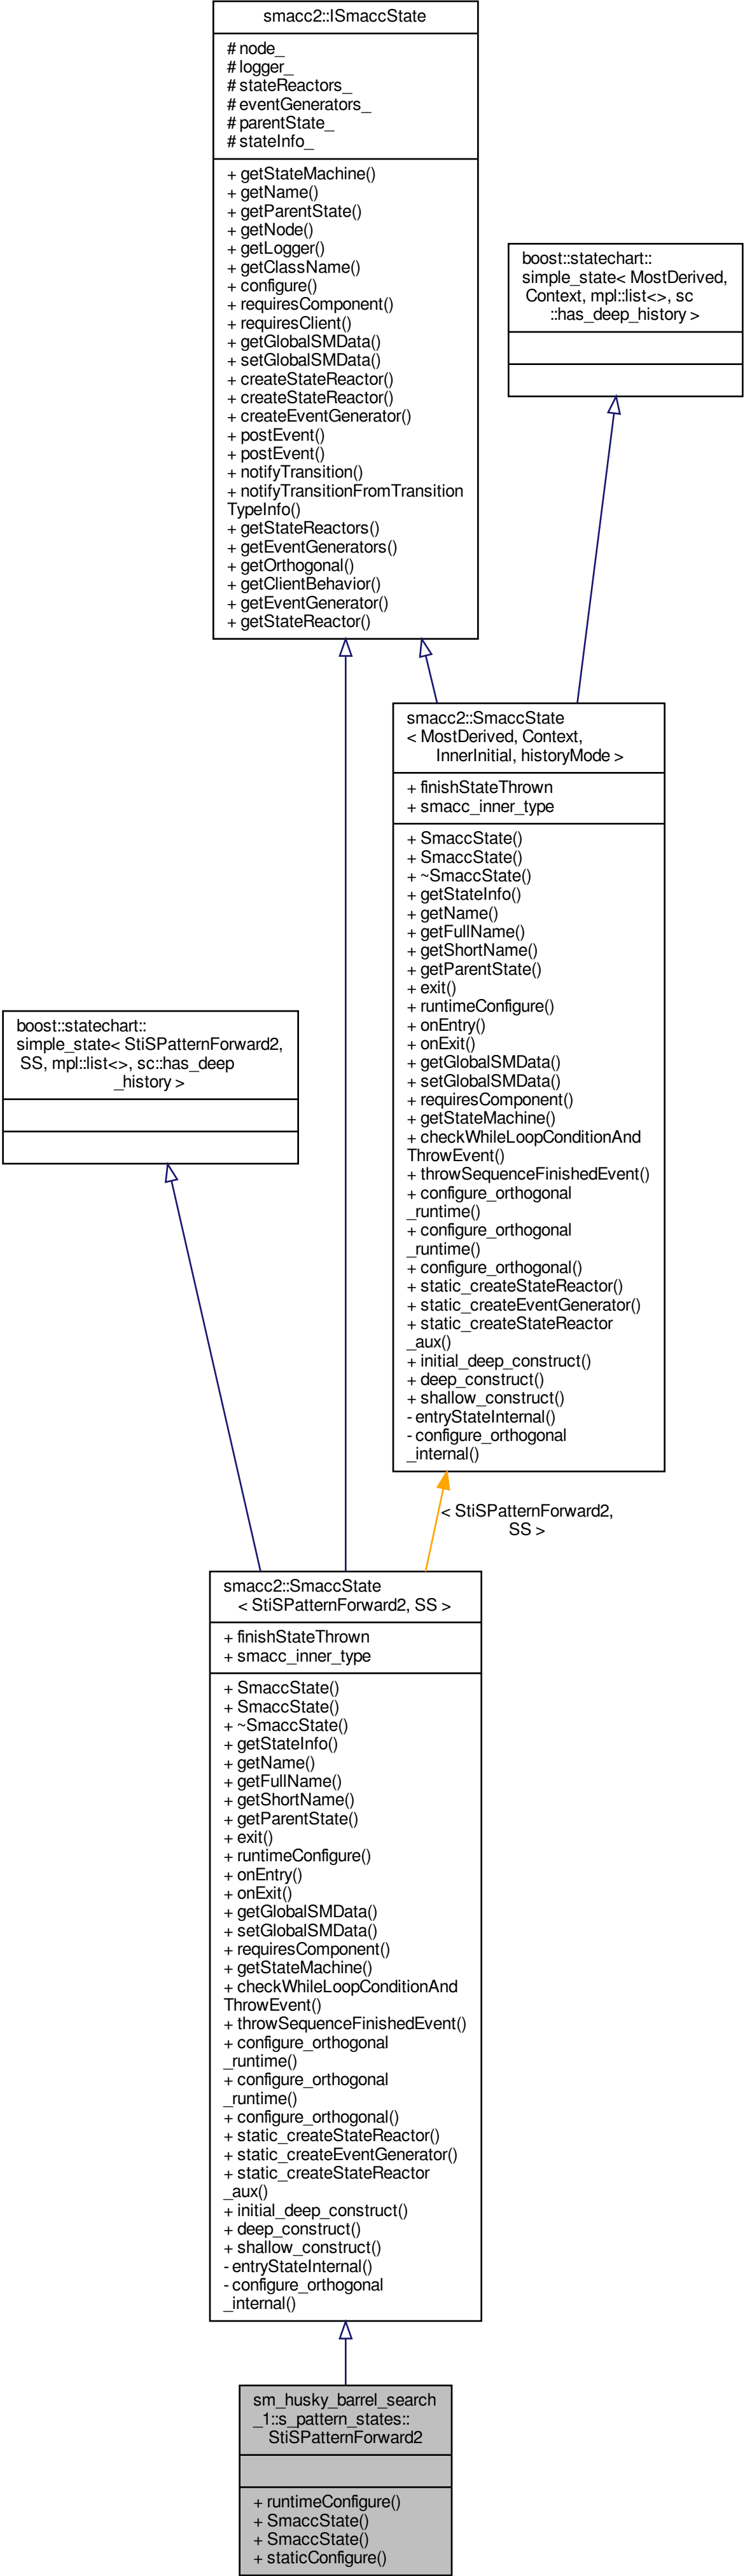 smacc2::ISmaccState
# node_
# logger_
# stateReactors_
# eventGenerators_
# parentState_
# stateInfo_
+ getStateMachine()
+ getName()
+ getParentState()
+ getNode()
+ getLogger()
+ getClassName()
+ configure()
+ requiresComponent()
+ requiresClient()
+ getGlobalSMData()
+ setGlobalSMData()
+ createStateReactor()
+ createStateReactor()
+ createEventGenerator()
+ postEvent()
+ postEvent()
+ notifyTransition()
+ notifyTransitionFromTransition
TypeInfo()
+ getStateReactors()
+ getEventGenerators()
+ getOrthogonal()
+ getClientBehavior()
+ getEventGenerator()
+ getStateReactor()
boost::statechart::
simple_state< MostDerived,
Context, mpl::list<>, sc
::has_deep_history >
smacc2::SmaccState
< MostDerived, Context,
InnerInitial, historyMode >
+ finishStateThrown
+ smacc_inner_type
+ SmaccState()
+ SmaccState()
+ ~SmaccState()
+ getStateInfo()
+ getName()
+ getFullName()
+ getShortName()
+ getParentState()
+ exit()
+ runtimeConfigure()
+ onEntry()
+ onExit()
+ getGlobalSMData()
+ setGlobalSMData()
+ requiresComponent()
+ getStateMachine()
+ checkWhileLoopConditionAnd
ThrowEvent()
+ throwSequenceFinishedEvent()
+ configure_orthogonal
_runtime()
+ configure_orthogonal
_runtime()
+ configure_orthogonal()
+ static_createStateReactor()
+ static_createEventGenerator()
+ static_createStateReactor
_aux()
+ initial_deep_construct()
+ deep_construct()
+ shallow_construct()
- entryStateInternal()
- configure_orthogonal
_internal()
boost::statechart::
simple_state< StiSPatternForward2,
SS, mpl::list<>, sc::has_deep
_history >
< StiSPatternForward2,
SS >
smacc2::SmaccState
< StiSPatternForward2, SS >
+ finishStateThrown
+ smacc_inner_type
+ SmaccState()
+ SmaccState()
+ ~SmaccState()
+ getStateInfo()
+ getName()
+ getFullName()
+ getShortName()
+ getParentState()
+ exit()
+ runtimeConfigure()
+ onEntry()
+ onExit()
+ getGlobalSMData()
+ setGlobalSMData()
+ requiresComponent()
+ getStateMachine()
+ checkWhileLoopConditionAnd
ThrowEvent()
+ throwSequenceFinishedEvent()
+ configure_orthogonal
_runtime()
+ configure_orthogonal
_runtime()
+ configure_orthogonal()
+ static_createStateReactor()
+ static_createEventGenerator()
+ static_createStateReactor
_aux()
+ initial_deep_construct()
+ deep_construct()
+ shallow_construct()
- entryStateInternal()
- configure_orthogonal
_internal()
sm_husky_barrel_search
_1::s_pattern_states::
StiSPatternForward2
+ runtimeConfigure()
+ SmaccState()
+ SmaccState()
+ staticConfigure()